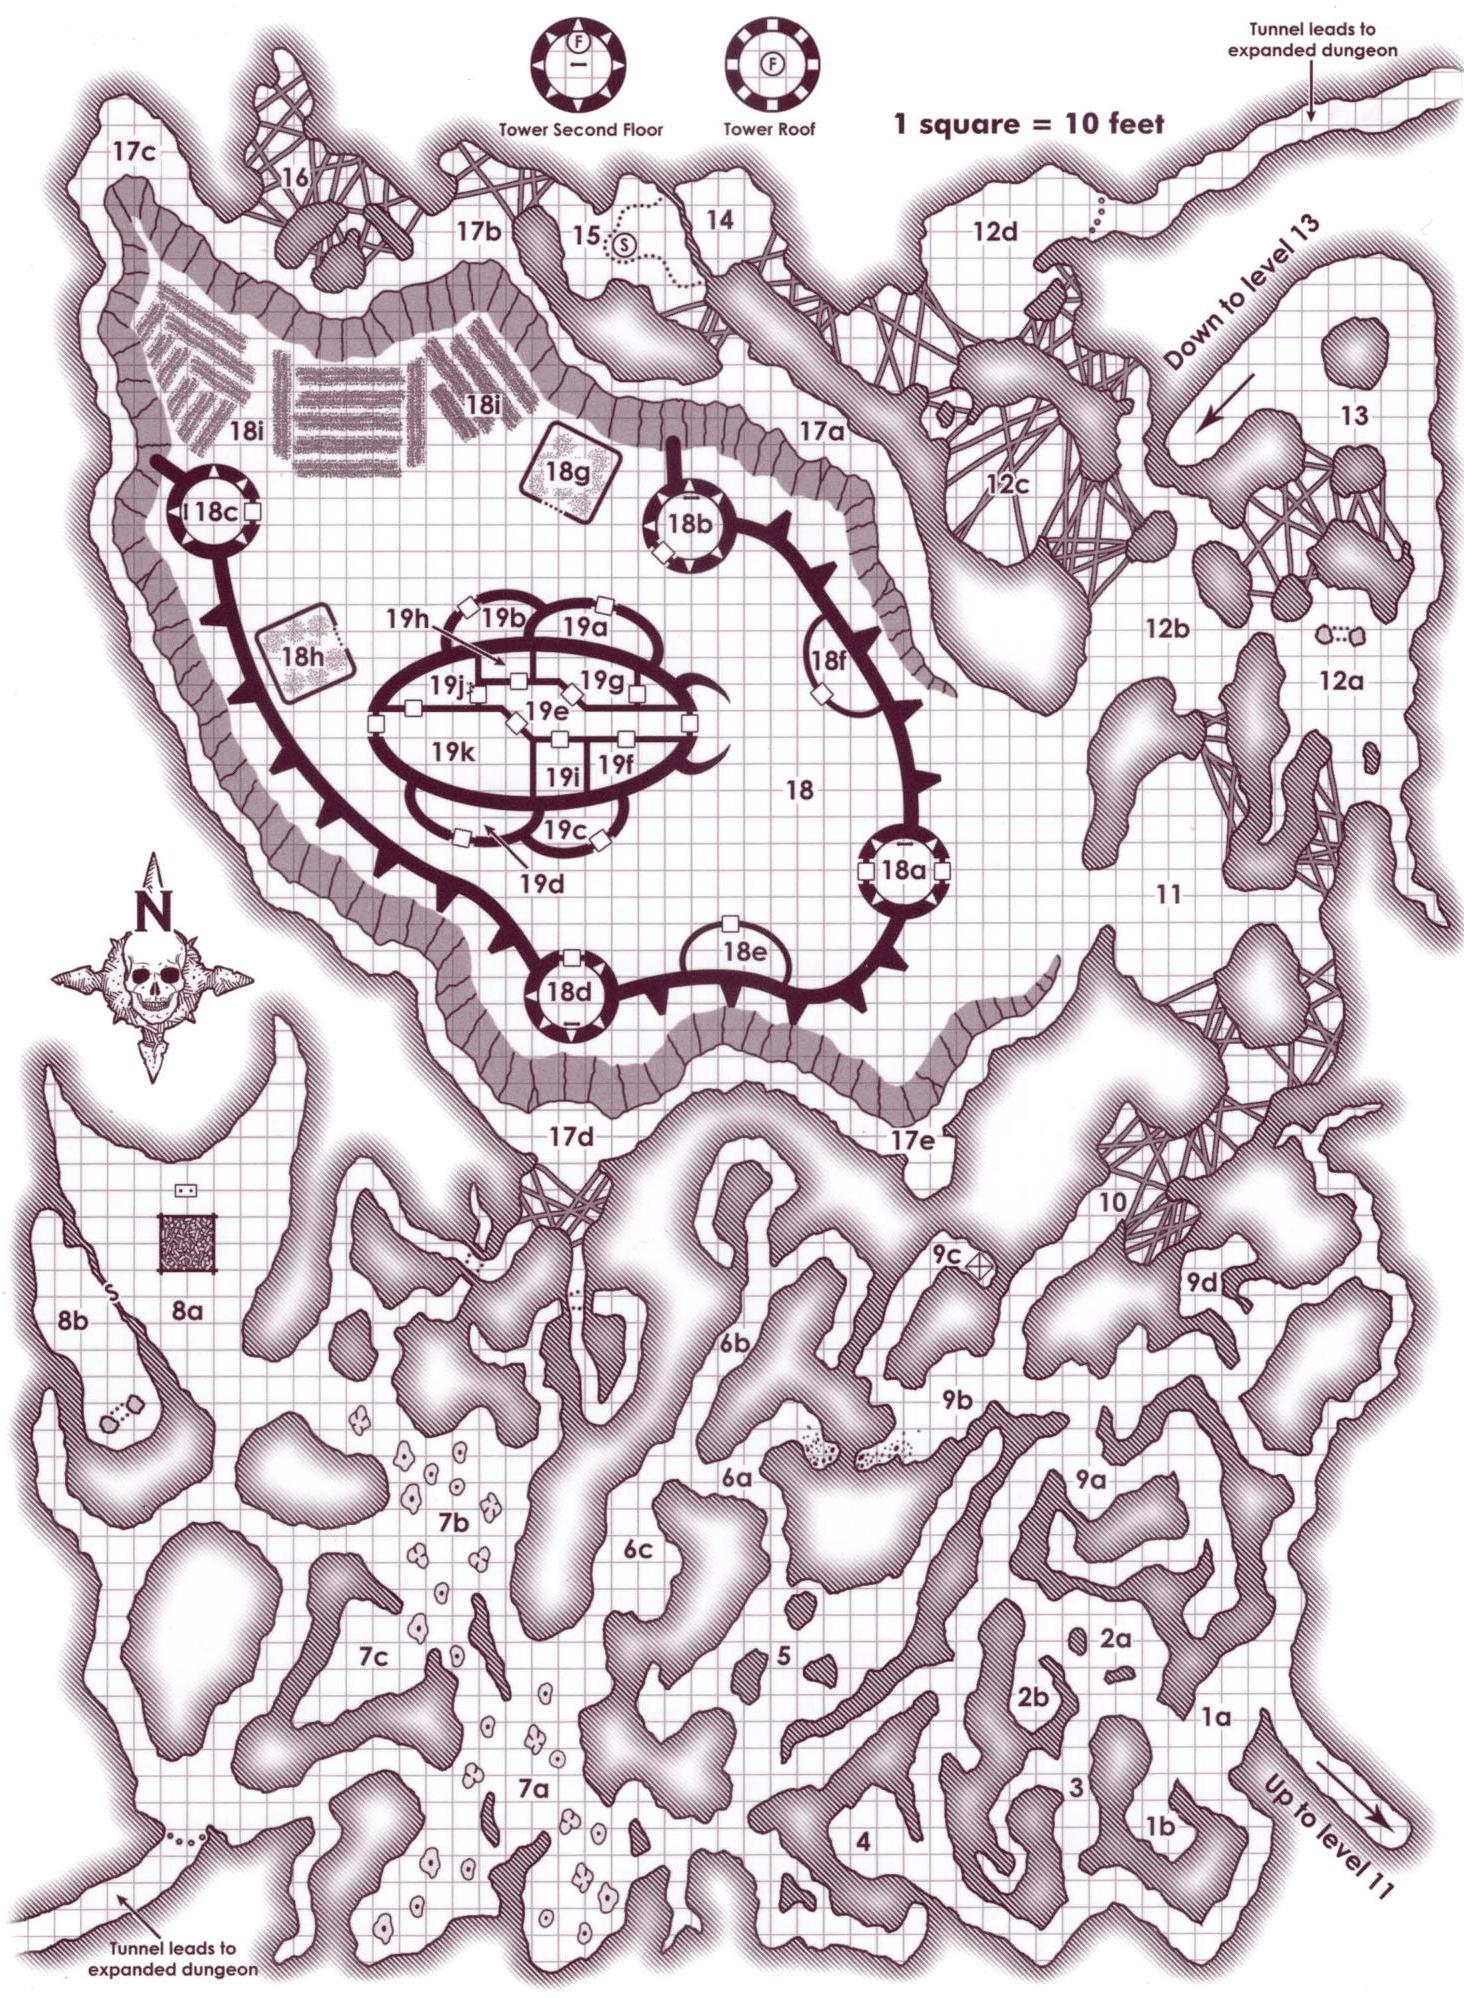 Tunnel leads to
expanded dungeon
F
F
Tower Second Floor
Tower Roof
1 square = 10 feet
17c
16
17b
15
S
14
12d
Down to level 13
13
18i
18i
17a
18g
12c
18c
18b
19h
19b
19a
12b
18h
18f
12a
19j
19g
19e
19k
19i
19f
18
19c
18a
19d
11
N
18e
18d
17d
17e
10
9c
9d
S
8b
8a
6b
9b
6a
9a
7b
6c
5
2a
7c
2b
1a
7a
3
Up to level 11
4
1b
Tunnel leads to
expanded dungeon